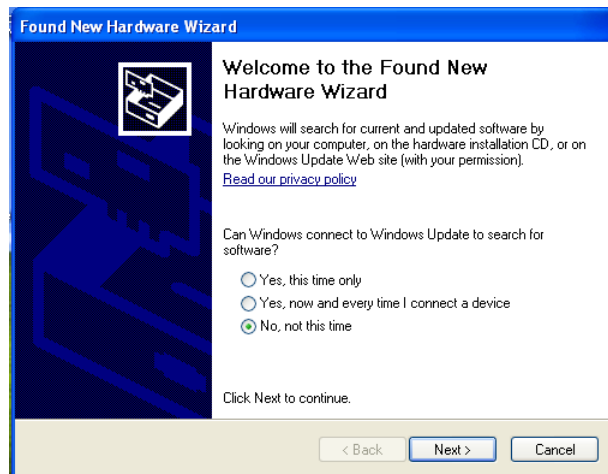 Found New Hardware Wizard
Welcome to the Found New
Hardware Wizard
Windows will search for current and updated software by
looking on your computer, on the hardware installation CD, or on
the Windows Update Web site (with your permission).
Read our privacy policy
Can Windows connect to Windows Update to search for
software?
Yes, this time only
Yes, now and every time I connect a device
No, not this time
Click Next to continue.
< Back
Next >
Cancel